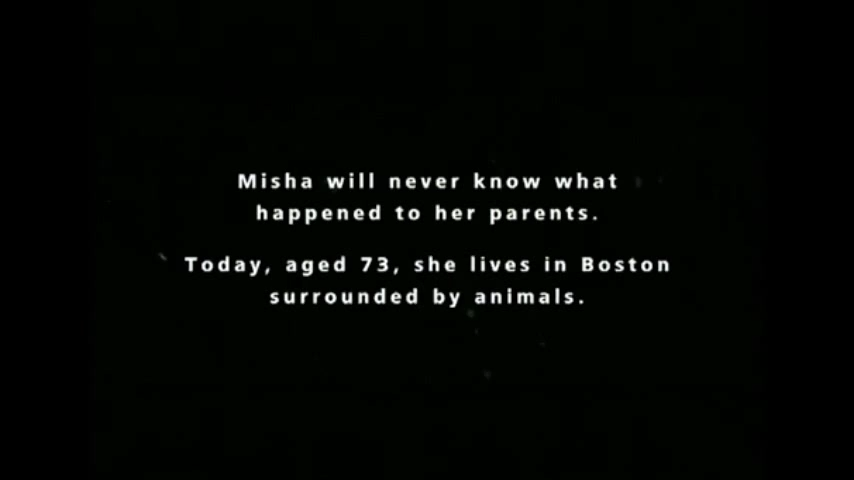 Misha will never know what
happened to her parents.
Today, aged 73, she lives in Boston
surrounded by animals.